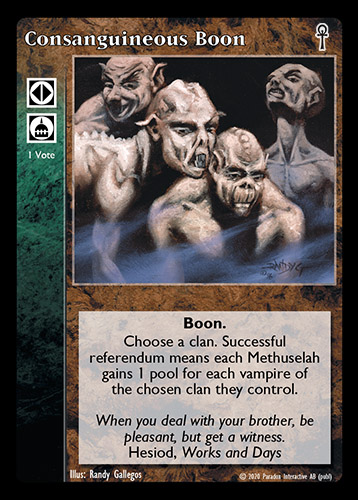 Consanguineous Boon
1 Vote
RANDY G
Boon.
Choose a clan. Successful
referendum means each Methuselah
gains 1 pool for each vampire of
the chosen clan they control.
When you deal with your brother, be
pleasant, but get a witness.
Hesiod, Works and Days
Illus: Randy Gallegos
© 2020 Paradox Interactive AB (publ)